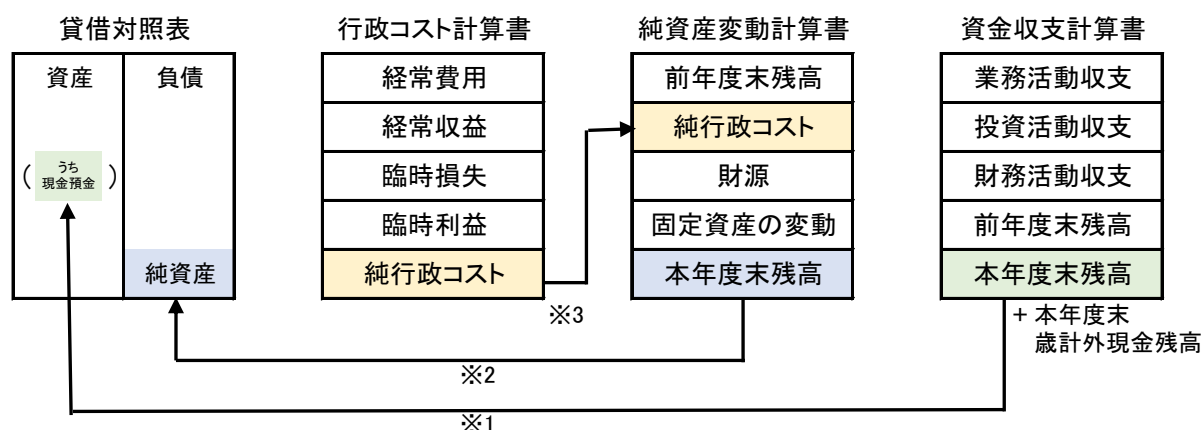 貸借対照表
資産
負債
(うち
現金預金)
純資産
行政コスト計算書
経常費用
経常収益
臨時損失
臨時利益
純行政コスト
純資産変動計算書
前年度末残高
純行政コスト
財源
固定資産の変動
本年度末残高
資金収支計算書
業務活動収支
投資活動収支
財務活動収支
前年度末残高
本年度末残高
+ 本年度末
歳計外現金残高
※3
※2
※1